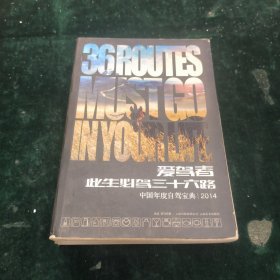 36 ROUTES
MUST GO
IN YOUR LIFE
爱驾者
此生必驾三十六路
中国年度自驾宝典 | 2014